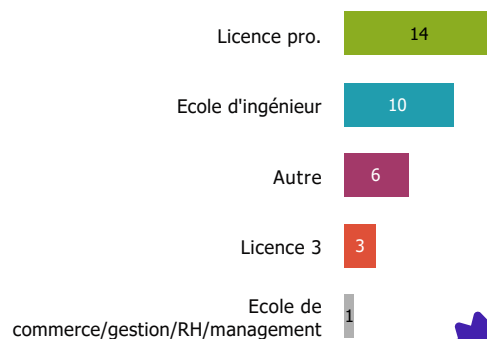 Licence pro. 14
Ecole d'ingénieur 10
Autre 6
Licence 3 3
Ecole de
commerce/gestion/RH/management 1